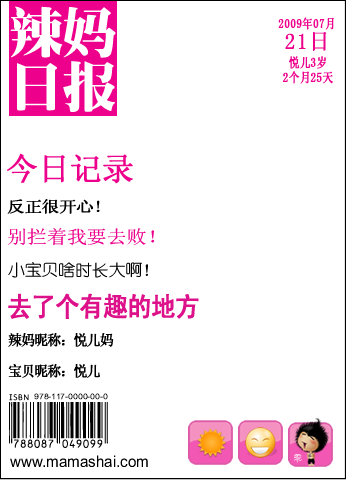 辣妈
日报
2009年07月
21日
悦儿3岁
2个月25天
今日记录
反正很开心！
别拦着我要去败！
小宝贝啥时长大啊！
去了个有趣的地方
辣妈昵称：悦儿妈
宝贝昵称：悦儿
ISBN 978-117-0000-00-0
788087 049099
www.mamashai.com